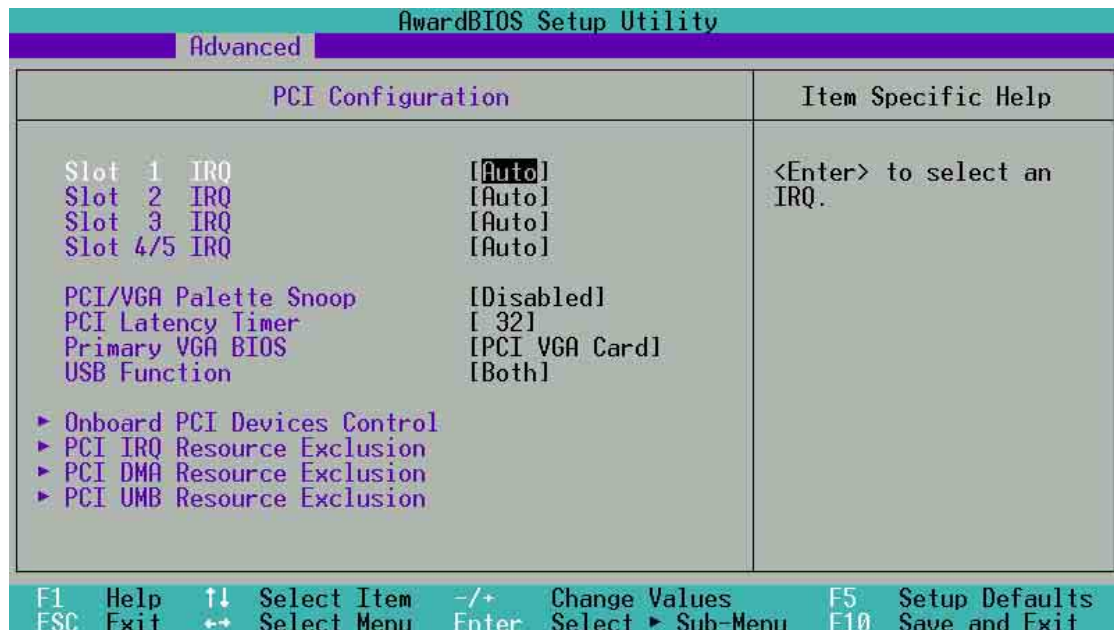 AwardBIOS Setup Utility
Advanced
PCI Configuration
Item Specific Help
Slot 1 IRQ [Auto]
Slot 2 IRQ [Auto]
Slot 3 IRQ [Auto]
Slot 4/5 IRQ [Auto]
<Enter> to select an
IRQ.
PCI/VGA Palette Snoop [Disabled]
PCI Latency Timer [ 32]
Primary VGA BIOS [PCI VGA Card]
USB Function [Both]
► Onboard PCI Devices Control
► PCI IRQ Resource Exclusion
► PCI DMA Resource Exclusion
► PCI UMB Resource Exclusion
F1 Help ↑↓ Select Item -/+ Change Values F5 Setup Defaults
ESC Exit ←→ Select Menu Enter Select ► Sub-Menu F10 Save and Exit